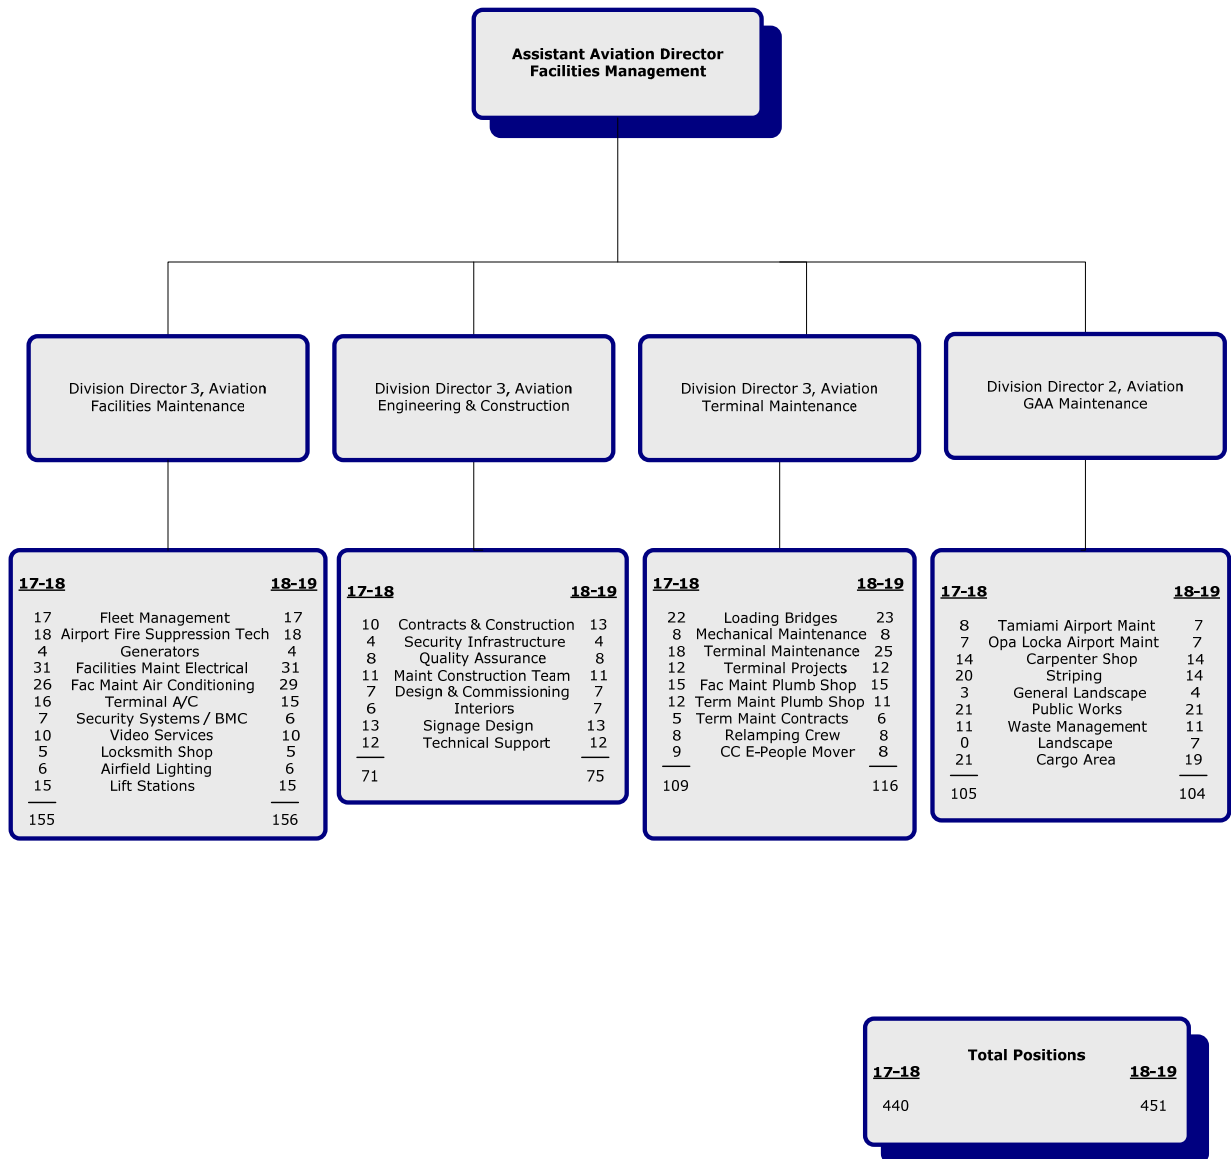 Assistant Aviation Director
Facilities Management
Division Director 3, Aviation
Facilities Maintenance
Division Director 3, Aviation
Engineering & Construction
Division Director 3, Aviation
Terminal Maintenance
Division Director 2, Aviation
GAA Maintenance
17-18 18-19
17 Fleet Management 17
18 Airport Fire Suppression Tech 18
4 Generators 4
31 Facilities Maint Electrical 31
26 Fac Maint Air Conditioning 29
16 Terminal A/C 15
7 Security Systems / BMC 6
10 Video Services 10
5 Locksmith Shop 5
6 Airfield Lighting 6
15 Lift Stations 15
155 156
17-18 18-19
10 Contracts & Construction 13
4 Security Infrastructure 4
8 Quality Assurance 8
11 Maint Construction Team 11
7 Design & Commissioning 7
6 Interiors 7
13 Signage Design 13
12 Technical Support 12
71 75
17-18 18-19
22 Loading Bridges 23
8 Mechanical Maintenance 8
18 Terminal Maintenance 25
12 Terminal Projects 12
15 Fac Maint Plumb Shop 15
12 Term Maint Plumb Shop 11
5 Term Maint Contracts 6
8 Relamping Crew 8
9 CC E-People Mover 8
109 116
17-18 18-19
8 Tamiami Airport Maint 7
7 Opa Locka Airport Maint 7
14 Carpenter Shop 14
20 Striping 14
3 General Landscape 4
21 Public Works 21
11 Waste Management 11
0 Landscape 7
21 Cargo Area 19
105 104
Total Positions
17-18 18-19
440 451